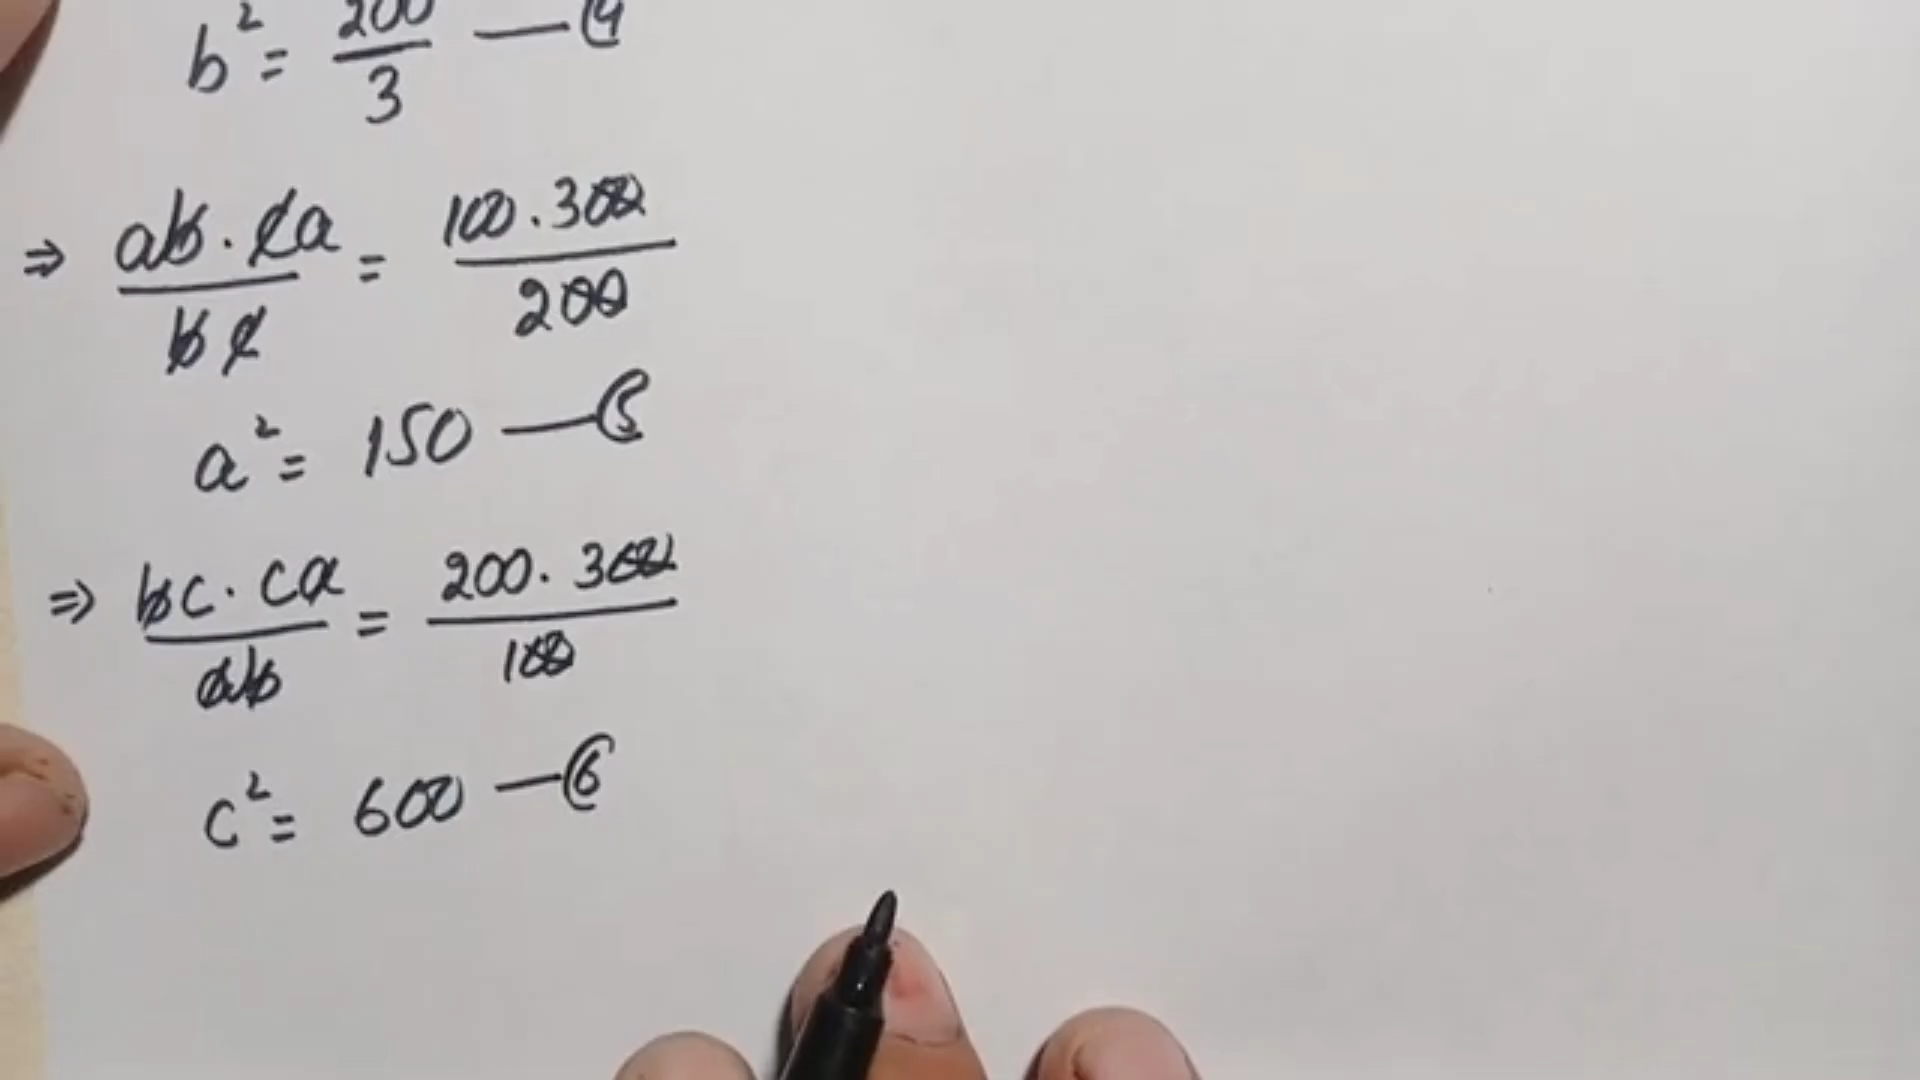 b² = 200/3 — (4)
⇒ ab·ca/bc = 100·300/200
a² = 150 — (5)
⇒ bc·ca/ab = 200·300/100
c² = 600 — (6)